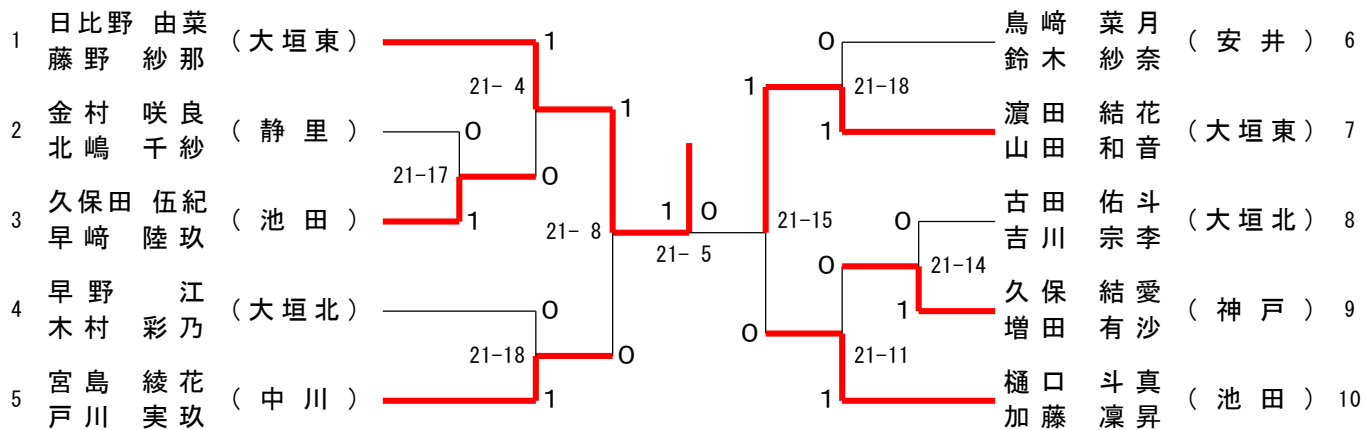 1 日比野 由菜 藤野 紗那 (大垣東) 1
21- 4
1
2 金村 咲良 北嶋 千紗 (静里) 0
21-17
0
3 久保田 伍紀 早﨑 陸玖 (池田) 1
21- 8
1 0
21- 5
4 早野 江 木村 彩乃 (大垣北) 0
21-18
0
5 宮島 綾花 戸川 実玖 (中川) 1
0 鳥﨑 菜月 鈴木 紗奈 (安井) 6
1
21-18
1 濵田 結花 山田 和音 (大垣東) 7
21-15
0 古田 佑斗 吉川 宗李 (大垣北) 8
0
21-14
1 久保 結愛 増田 有沙 (神戸) 9
0
21-11
1 樋口 斗真 加藤 凜昇 (池田) 10